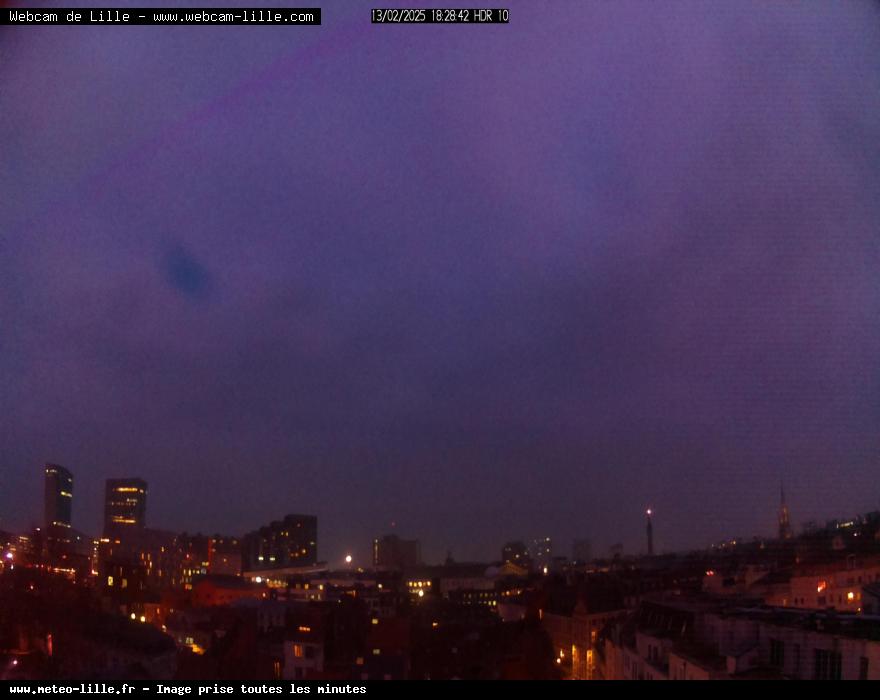 Webcam de Lille - www.webcam-lille.com
13/02/2025 18:28:42 HDR 10
www.meteo-lille.fr - Image prise toutes les minutes